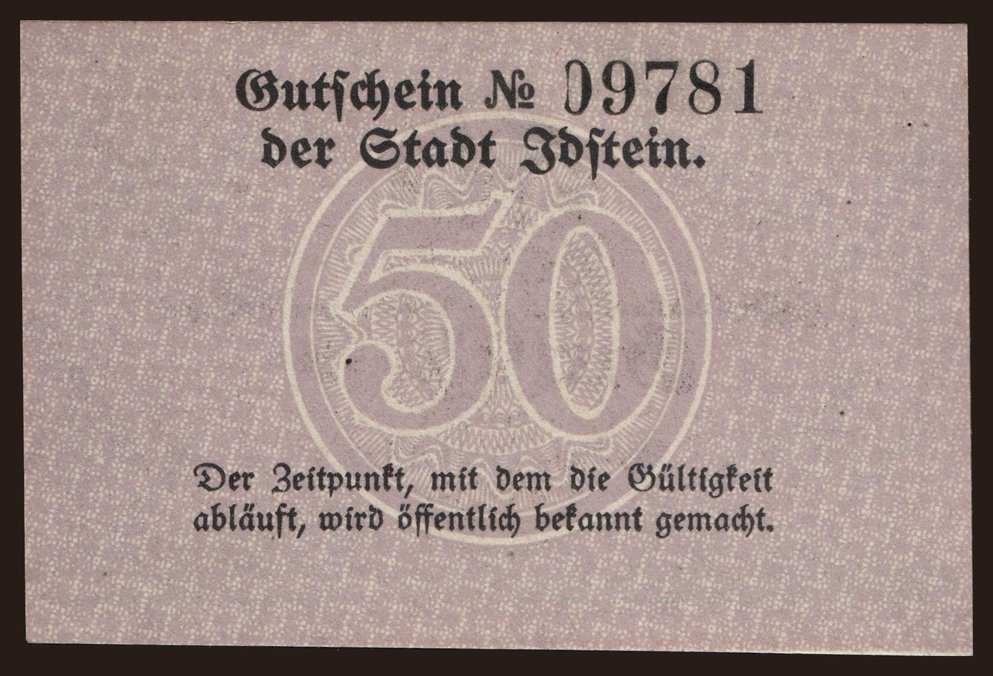 Gutschein № 09781
der Stadt Idstein.
50
Der Zeitpunkt, mit dem die Gültigkeit
abläuft, wird öffentlich bekannt gemacht.